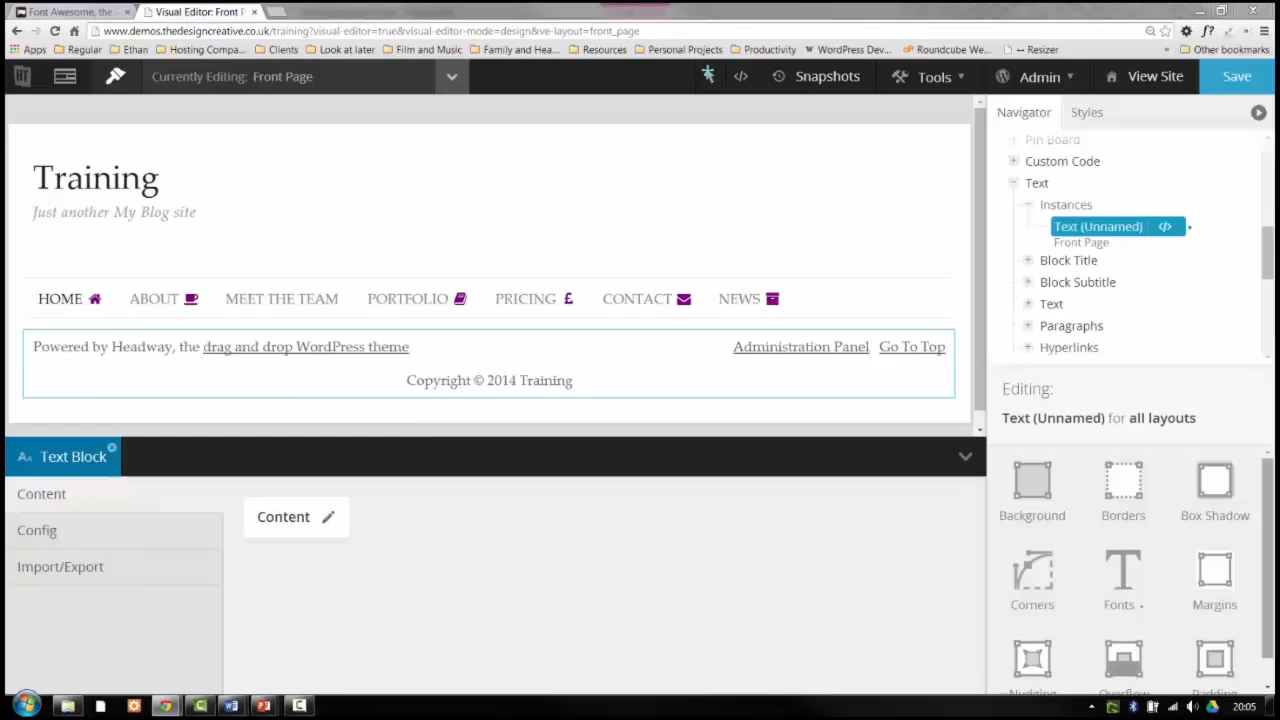 Font Awesome, the
Visual Editor: Front P
www.demos.thedesigncreative.co.uk/training?visual-editor=true&visual-editor-mode=design&ve-layout=front_page
f?
Apps Regular Ethan Hosting Compa... Clients Look at later Film and Music Family and Hea... Resources Personal Projects Productivity WordPress Dev... Roundcube We... Resizer » Other bookmarks
Currently Editing: Front Page
</> Snapshots Tools Admin View Site Save
Navigator Styles
Pin Board
Custom Code
Text
Instances
Text (Unnamed) </>
Front Page
Block Title
Block Subtitle
Text
Paragraphs
Hyperlinks
Training
Just another My Blog site
HOME ABOUT MEET THE TEAM PORTFOLIO PRICING £ CONTACT NEWS
Powered by Headway, the drag and drop WordPress theme
Administration Panel Go To Top
Copyright © 2014 Training
Editing:
Text (Unnamed) for all layouts
Background Borders Box Shadow
Corners Fonts Margins
Nudging Overflow Padding
Text Block
Content
Config
Import/Export
Content
20:05